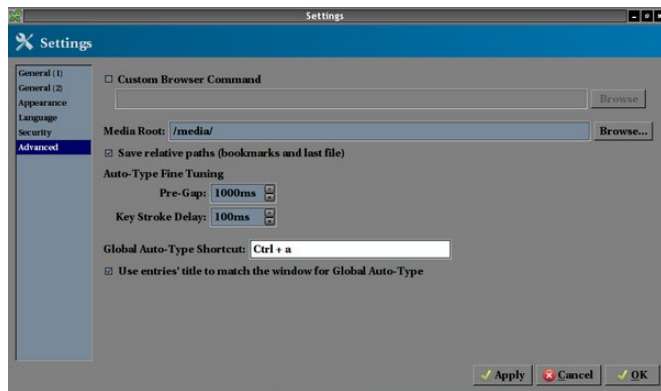 Settings
Settings
General (1)
General (2)
Appearance
Language
Security
Advanced
Custom Browser Command
Browse
Media Root: /media/ Browse...
Save relative paths (bookmarks and last file)
Auto-Type Fine Tuning
Pre-Gap: 1000ms
Key Stroke Delay: 100ms
Global Auto-Type Shortcut: Ctrl + a
Use entries' title to match the window for Global Auto-Type
Apply Cancel OK